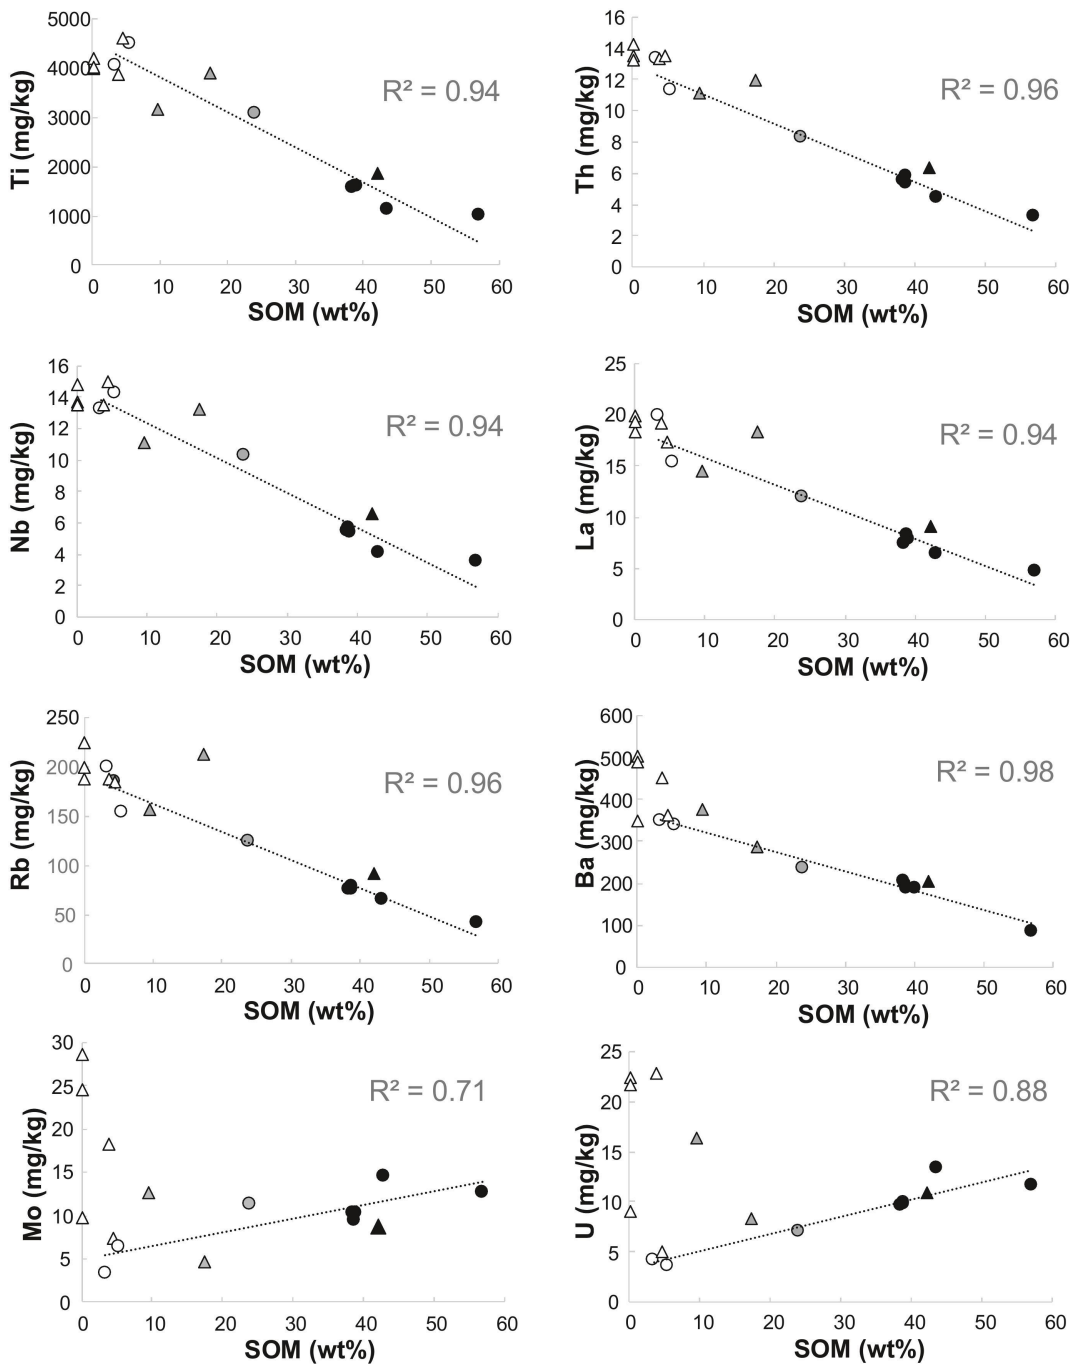 5000
4000
3000
2000
1000
0
Ti (mg/kg)
R² = 0.94
0 10 20 30 40 50 60
SOM (wt%)
16
14
12
10
8
6
4
2
0
Th (mg/kg)
R² = 0.96
0 10 20 30 40 50 60
SOM (wt%)
16
14
12
10
8
6
4
2
0
Nb (mg/kg)
R² = 0.94
0 10 20 30 40 50 60
SOM (wt%)
25
20
15
10
5
0
La (mg/kg)
R² = 0.94
0 10 20 30 40 50 60
SOM (wt%)
250
200
150
100
50
0
Rb (mg/kg)
R² = 0.96
0 10 20 30 40 50 60
SOM (wt%)
600
500
400
300
200
100
0
Ba (mg/kg)
R² = 0.98
0 10 20 30 40 50 60
SOM (wt%)
30
25
20
15
10
5
0
Mo (mg/kg)
R² = 0.71
0 10 20 30 40 50 60
SOM (wt%)
25
20
15
10
5
0
U (mg/kg)
R² = 0.88
0 10 20 30 40 50 60
SOM (wt%)